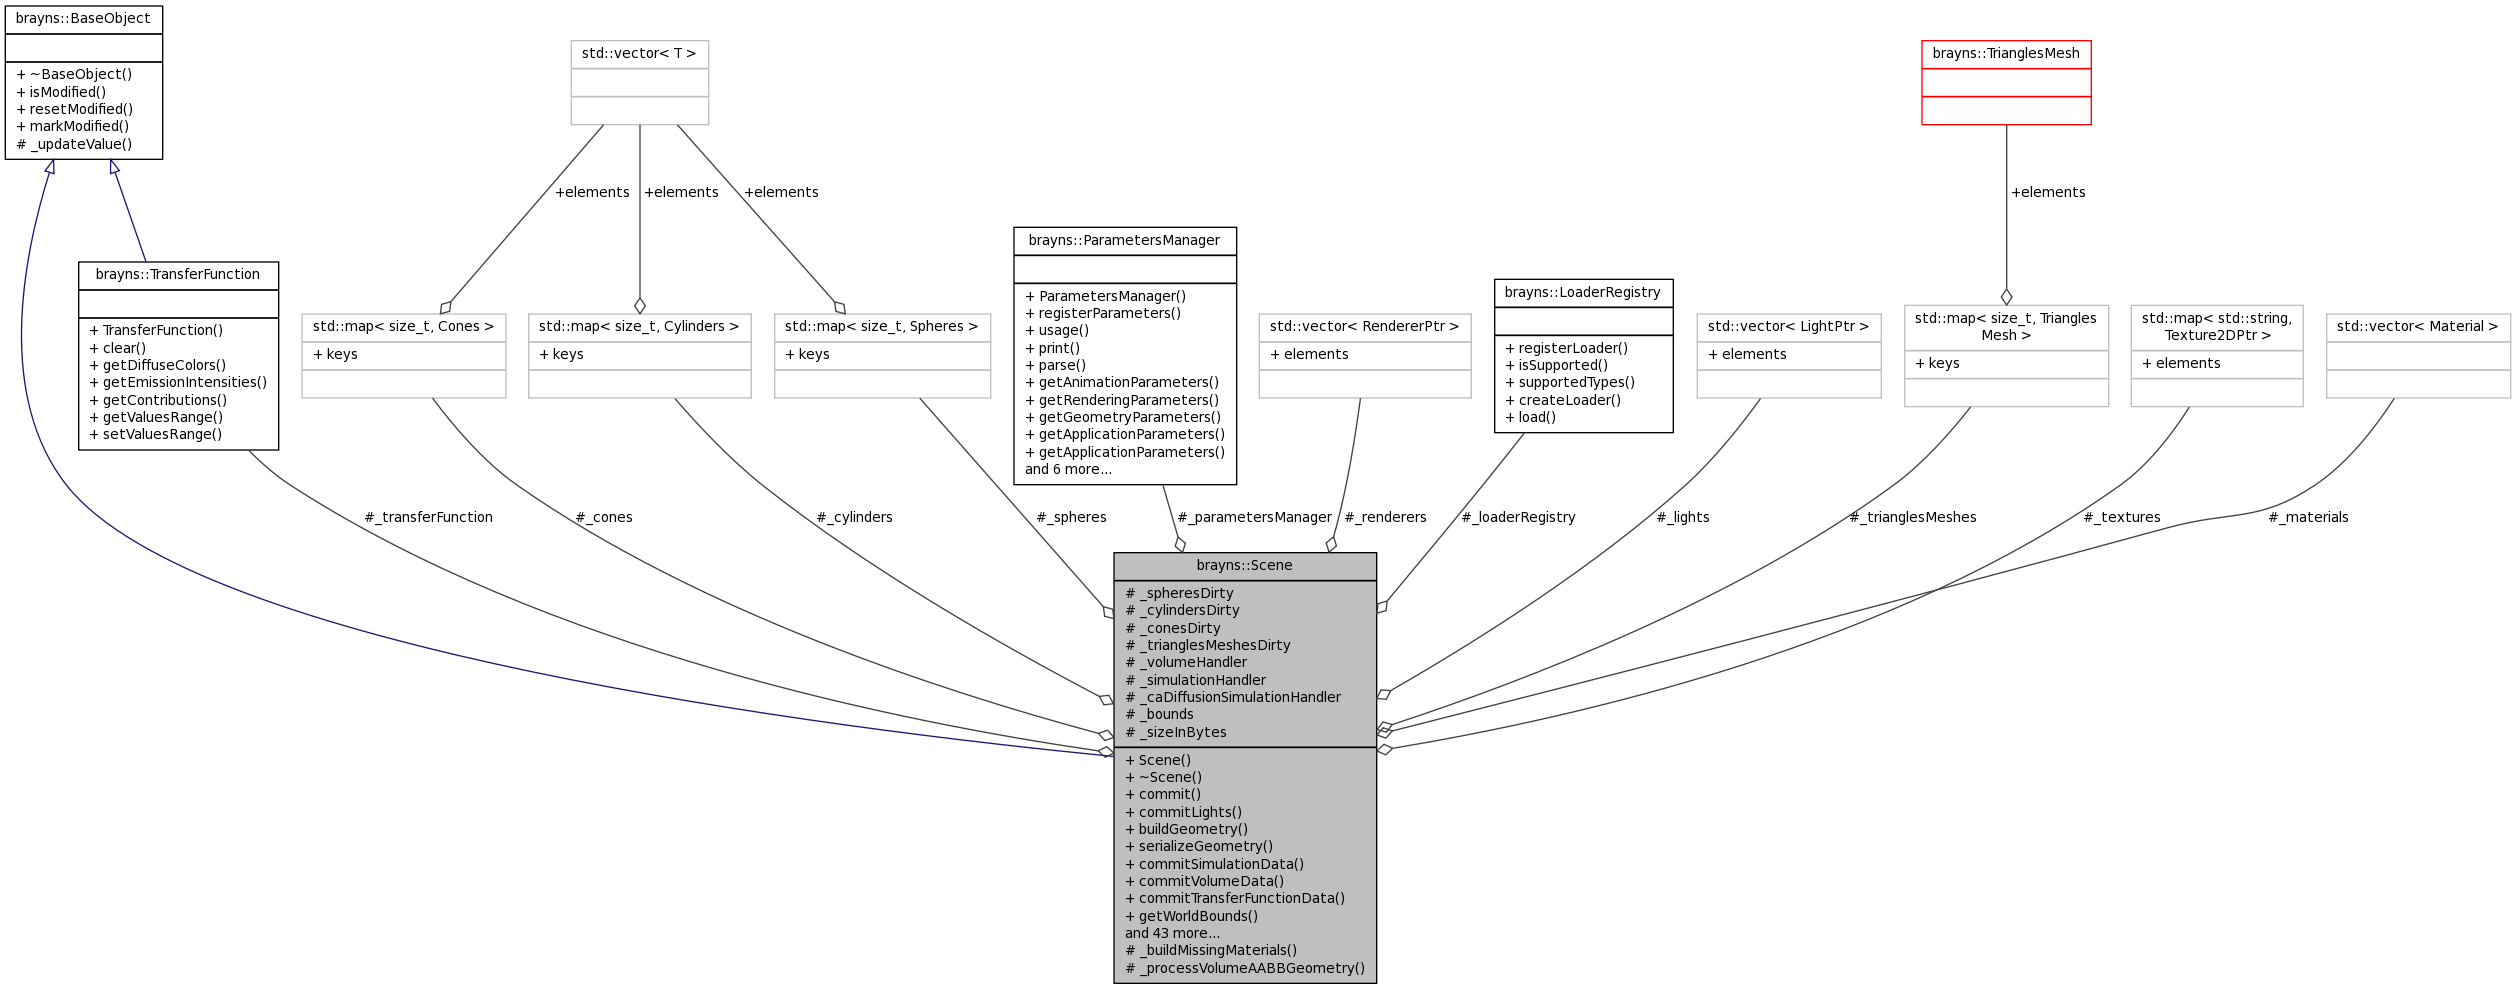 brayns::BaseObject
+ ~BaseObject()
+ isModified()
+ resetModified()
+ markModified()
# _updateValue()
std::vector< T >
brayns::TrianglesMesh
+elements
+elements
+elements
+elements
brayns::TransferFunction
+ TransferFunction()
+ clear()
+ getDiffuseColors()
+ getEmissionIntensities()
+ getContributions()
+ getValuesRange()
+ setValuesRange()
std::map< size_t, Cones >
+ keys
std::map< size_t, Cylinders >
+ keys
std::map< size_t, Spheres >
+ keys
brayns::ParametersManager
+ ParametersManager()
+ registerParameters()
+ usage()
+ print()
+ parse()
+ getAnimationParameters()
+ getRenderingParameters()
+ getGeometryParameters()
+ getApplicationParameters()
+ getApplicationParameters()
and 6 more...
std::vector< RendererPtr >
+ elements
brayns::LoaderRegistry
+ registerLoader()
+ isSupported()
+ supportedTypes()
+ createLoader()
+ load()
std::vector< LightPtr >
+ elements
std::map< size_t, Triangles
Mesh >
+ keys
std::map< std::string,
Texture2DPtr >
+ elements
std::vector< Material >
#_transferFunction
#_cones
#_cylinders
#_spheres
#_parametersManager
#_renderers
#_loaderRegistry
#_lights
#_trianglesMeshes
#_textures
#_materials
brayns::Scene
# _spheresDirty
# _cylindersDirty
# _conesDirty
# _trianglesMeshesDirty
# _volumeHandler
# _simulationHandler
# _caDiffusionSimulationHandler
# _bounds
# _sizeInBytes
+ Scene()
+ ~Scene()
+ commit()
+ commitLights()
+ buildGeometry()
+ serializeGeometry()
+ commitSimulationData()
+ commitVolumeData()
+ commitTransferFunctionData()
+ getWorldBounds()
and 43 more...
# _buildMissingMaterials()
# _processVolumeAABBGeometry()